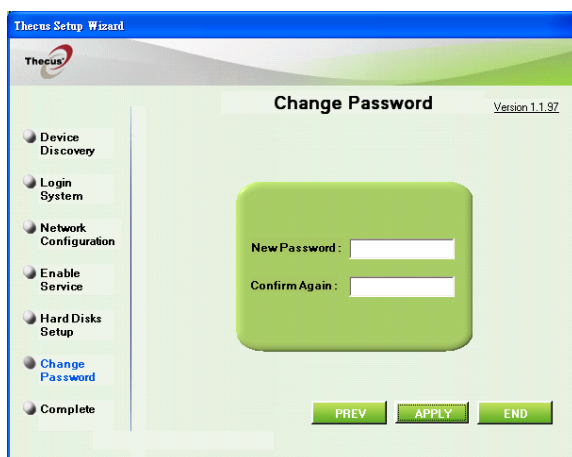 Thecus Setup Wizard
Thecus
Change Password
Version 1.1.97
Device
Discovery
Login
System
Network
Configuration
Enable
Service
Hard Disks
Setup
Change
Password
Complete
New Password :
Confirm Again :
PREV
APPLY
END